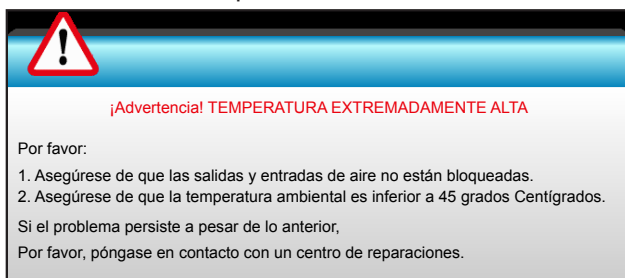 ¡Advertencia! TEMPERATURA EXTREMADAMENTE ALTA
Por favor:
1. Asegúrese de que las salidas y entradas de aire no están bloqueadas.
2. Asegúrese de que la temperatura ambiental es inferior a 45 grados Centígrados.
Si el problema persiste a pesar de lo anterior,
Por favor, póngase en contacto con un centro de reparaciones.